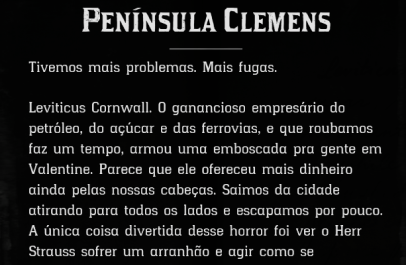 Península Clemens
Tivemos mais problemas. Mais fugas.
Leviticus Cornwall. O ganancioso empresário do
petróleo, do açúcar e das ferrovias, e que roubamos
faz um tempo, armou uma emboscada pra gente em
Valentine. Parece que ele ofereceu mais dinheiro
ainda pelas nossas cabeças. Saimos da cidade
atirando para todos os lados e escapamos por pouco.
A única coisa divertida desse horror foi ver o Herr
Strauss sofrer um arranhão e agir como se